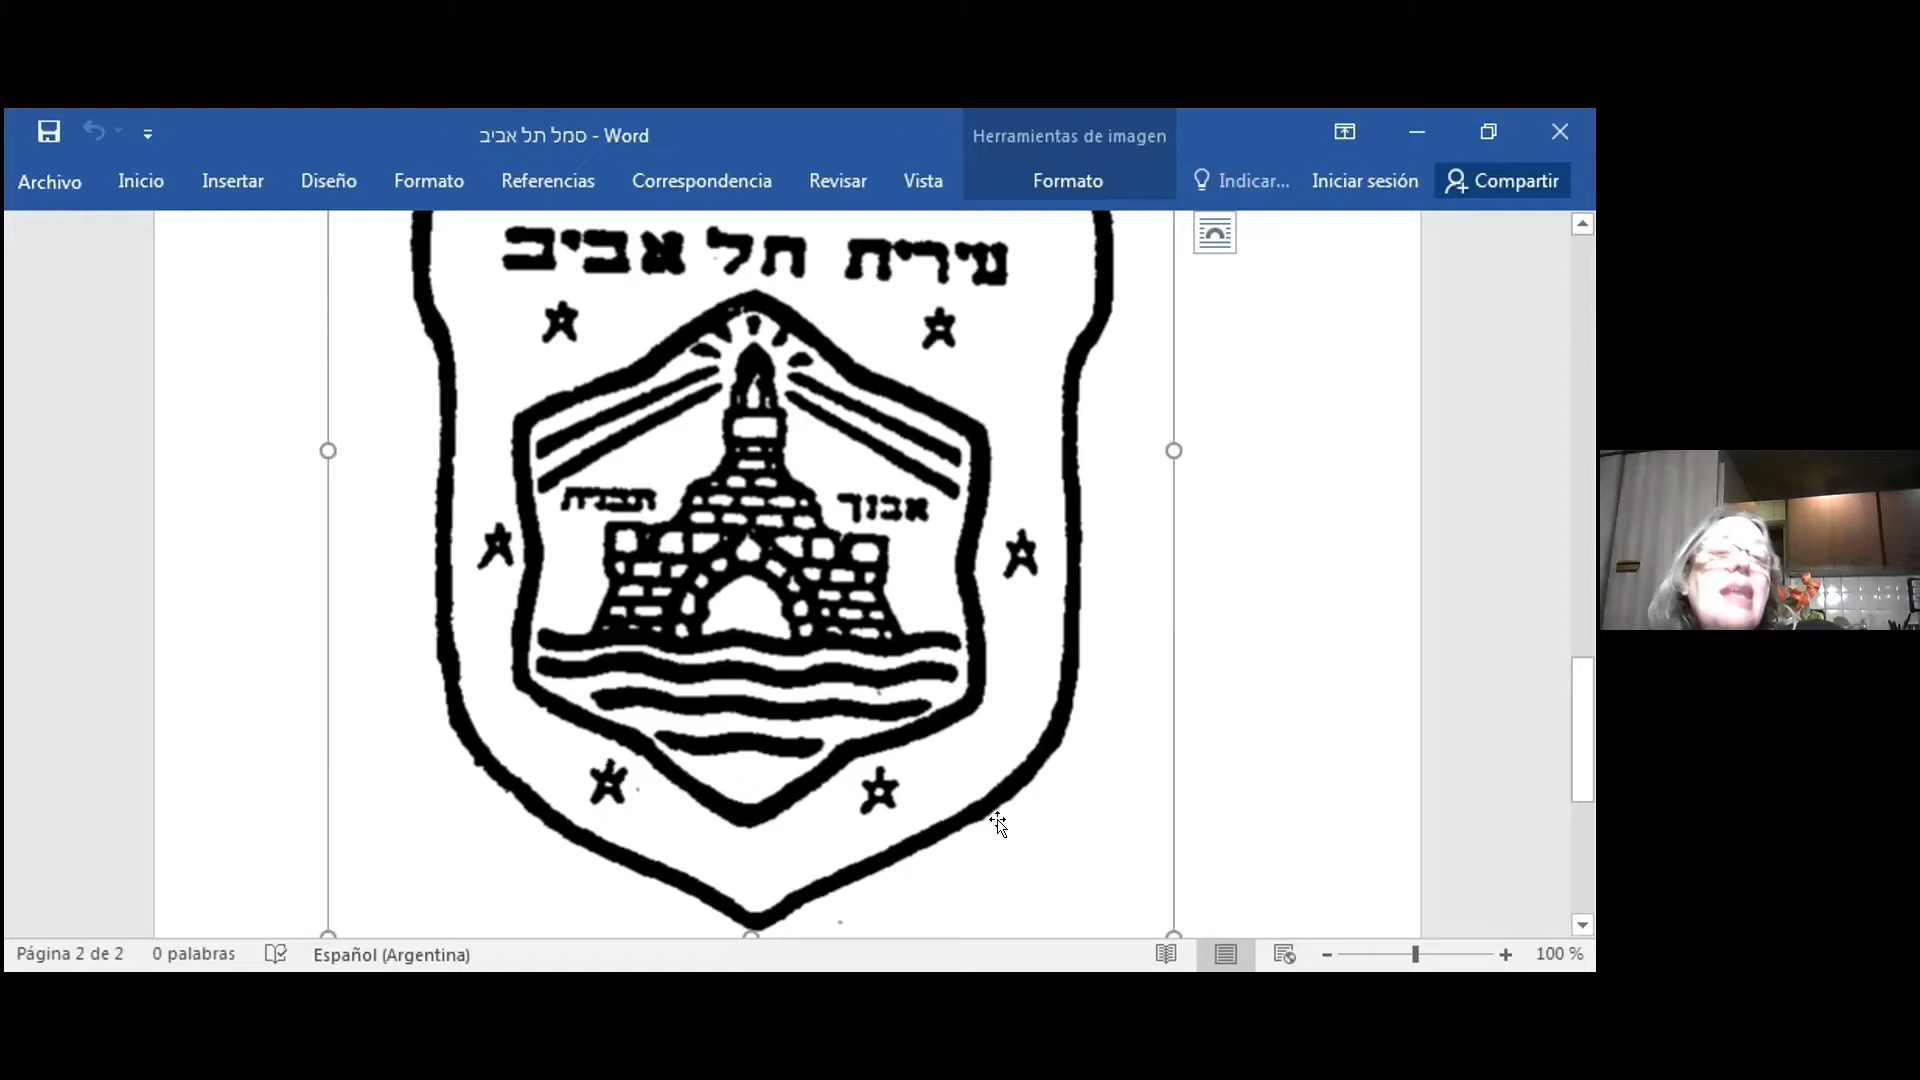 סמל תל אביב - Word
Herramientas de imagen
Archivo
Inicio
Insertar
Diseño
Formato
Referencias
Correspondencia
Revisar
Vista
Formato
Indicar...
Iniciar sesión
Compartir
עירית תל אביב
אבנך תבנית
Página 2 de 2
0 palabras
Español (Argentina)
100 %